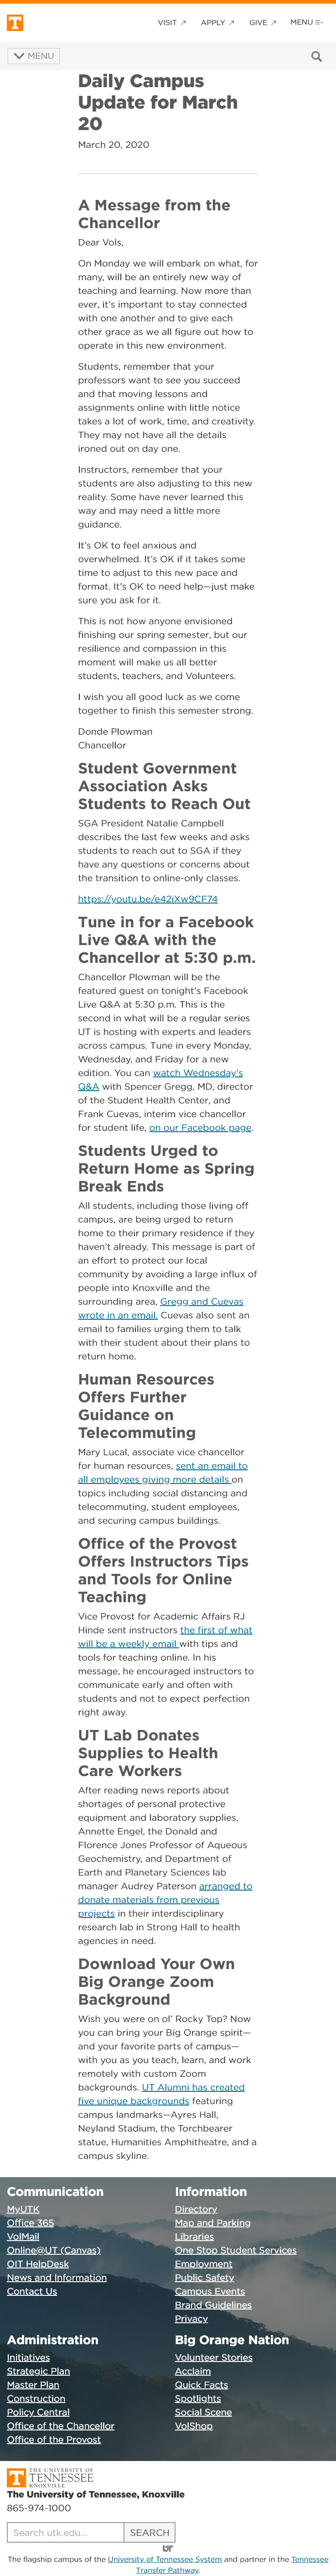 VISIT ↗ APPLY ↗ GIVE ↗ MENU
MENU
Daily Campus
Update for March
20
March 20, 2020
A Message from the
Chancellor
Dear Vols,
On Monday we will embark on what, for
many, will be an entirely new way of
teaching and learning. Now more than
ever, it's important to stay connected
with one another and to give each
other grace as we all figure out how to
operate in this new environment.
Students, remember that your
professors want to see you succeed
and that moving lessons and
assignments online with little notice
takes a lot of work, time, and creativity.
They may not have all the details
ironed out on day one.
Instructors, remember that your
students are also adjusting to this new
reality. Some have never learned this
way and may need a little more
guidance.
It's OK to feel anxious and
overwhelmed. It's OK if it takes some
time to adjust to this new pace and
format. It's OK to need help—just make
sure you ask for it.
This is not how anyone envisioned
finishing our spring semester, but our
resilience and compassion in this
moment will make us all better
students, teachers, and Volunteers.
I wish you all good luck as we come
together to finish this semester strong.
Donde Plowman
Chancellor
Student Government
Association Asks
Students to Reach Out
SGA President Natalie Campbell
describes the last few weeks and asks
students to reach out to SGA if they
have any questions or concerns about
the transition to online-only classes.
https://youtu.be/e42iXw9CF74
Tune in for a Facebook
Live Q&A with the
Chancellor at 5:30 p.m.
Chancellor Plowman will be the
featured guest on tonight's Facebook
Live Q&A at 5:30 p.m. This is the
second in what will be a regular series
UT is hosting with experts and leaders
across campus. Tune in every Monday,
Wednesday, and Friday for a new
edition. You can watch Wednesday's
Q&A with Spencer Gregg, MD, director
of the Student Health Center, and
Frank Cuevas, interim vice chancellor
for student life, on our Facebook page.
Students Urged to
Return Home as Spring
Break Ends
All students, including those living off
campus, are being urged to return
home to their primary residence if they
haven't already. This message is part of
an effort to protect our local
community by avoiding a large influx of
people into Knoxville and the
surrounding area, Gregg and Cuevas
wrote in an email. Cuevas also sent an
email to families urging them to talk
with their student about their plans to
return home.
Human Resources
Offers Further
Guidance on
Telecommuting
Mary Lucal, associate vice chancellor
for human resources, sent an email to
all employees giving more details on
topics including social distancing and
telecommuting, student employees,
and securing campus buildings.
Office of the Provost
Offers Instructors Tips
and Tools for Online
Teaching
Vice Provost for Academic Affairs RJ
Hinde sent instructors the first of what
will be a weekly email with tips and
tools for teaching online. In his
message, he encouraged instructors to
communicate early and often with
students and not to expect perfection
right away.
UT Lab Donates
Supplies to Health
Care Workers
After reading news reports about
shortages of personal protective
equipment and laboratory supplies,
Annette Engel, the Donald and
Florence Jones Professor of Aqueous
Geochemistry, and Department of
Earth and Planetary Sciences lab
manager Audrey Paterson arranged to
donate materials from previous
projects in their interdisciplinary
research lab in Strong Hall to health
agencies in need.
Download Your Own
Big Orange Zoom
Background
Wish you were on ol' Rocky Top? Now
you can bring your Big Orange spirit—
and your favorite parts of campus—
with you as you teach, learn, and work
remotely with custom Zoom
backgrounds. UT Alumni has created
five unique backgrounds featuring
campus landmarks—Ayres Hall,
Neyland Stadium, the Torchbearer
statue, Humanities Amphitheatre, and a
campus skyline.
Communication
MyUTK
Office 365
VolMail
Online@UT (Canvas)
OIT HelpDesk
News and Information
Contact Us
Information
Directory
Map and Parking
Libraries
One Stop Student Services
Employment
Public Safety
Campus Events
Brand Guidelines
Privacy
Administration
Initiatives
Strategic Plan
Master Plan
Construction
Policy Central
Office of the Chancellor
Office of the Provost
Big Orange Nation
Volunteer Stories
Acclaim
Quick Facts
Spotlights
Social Scene
VolShop
T THE UNIVERSITY OF
TENNESSEE
KNOXVILLE
The University of Tennessee, Knoxville
865-974-1000
Search utk.edu... SEARCH
UT
The flagship campus of the University of Tennessee System and partner in the Tennessee
Transfer Pathway.